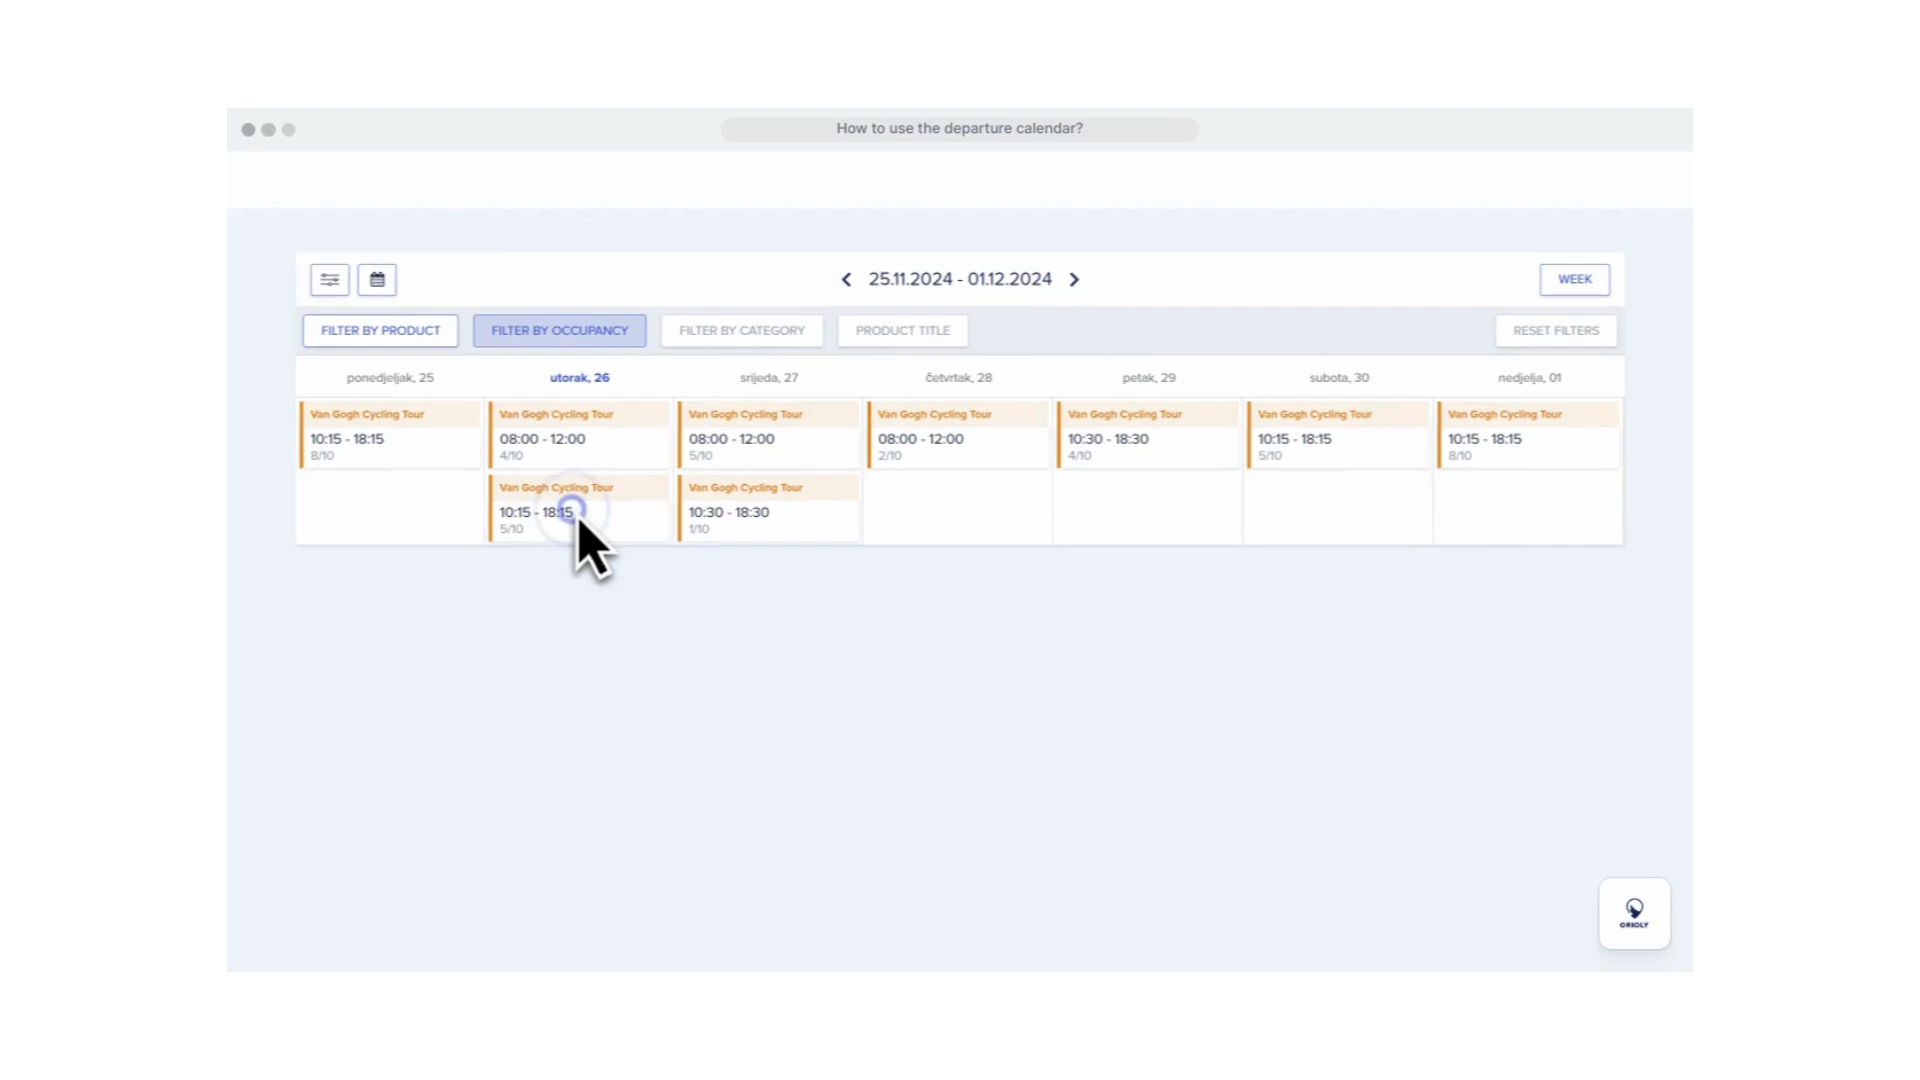 How to use the departure calendar?
25.11.2024 - 01.12.2024
WEEK
FILTER BY PRODUCT
FILTER BY OCCUPANCY
FILTER BY CATEGORY
PRODUCT TITLE
RESET FILTERS
ponedjeljak, 25
utorak, 26
srijeda, 27
četvrtak, 28
petak, 29
subota, 30
nedjelja, 01
Van Gogh Cycling Tour
10:15 - 18:15
8/10
Van Gogh Cycling Tour
08:00 - 12:00
4/10
Van Gogh Cycling Tour
10:15 - 18:15
5/10
Van Gogh Cycling Tour
08:00 - 12:00
5/10
Van Gogh Cycling Tour
10:30 - 18:30
1/10
Van Gogh Cycling Tour
08:00 - 12:00
2/10
Van Gogh Cycling Tour
10:30 - 18:30
4/10
Van Gogh Cycling Tour
10:15 - 18:15
5/10
Van Gogh Cycling Tour
10:15 - 18:15
8/10
ORIOLY